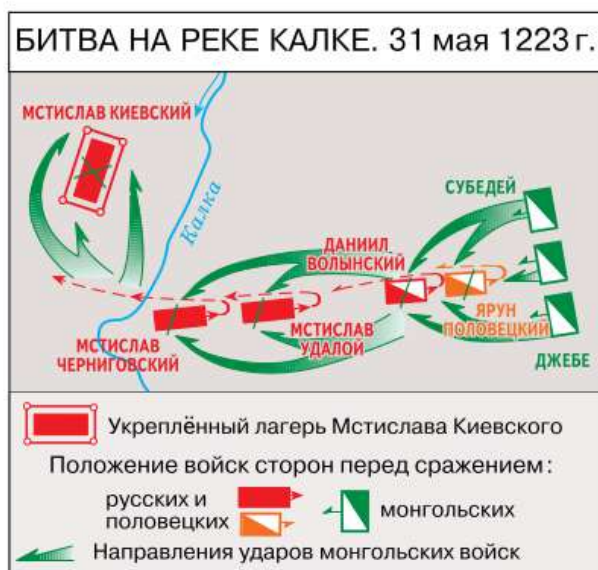 БИТВА НА РЕКЕ КАЛКЕ. 31 мая 1223 г.
МСТИСЛАВ КИЕВСКИЙ
Калка
СУБЕДЕЙ
ДАНИИЛ
ВОЛЫНСКИЙ
ЯРУН
ПОЛОВЕЦКИЙ
МСТИСЛАВ
УДАЛОЙ
МСТИСЛАВ
ЧЕРНИГОВСКИЙ
ДЖЕБЕ
Укреплённый лагерь Мстислава Киевского
Положение войск сторон перед сражением:
русских и
половецких
монгольских
Направления ударов монгольских войск